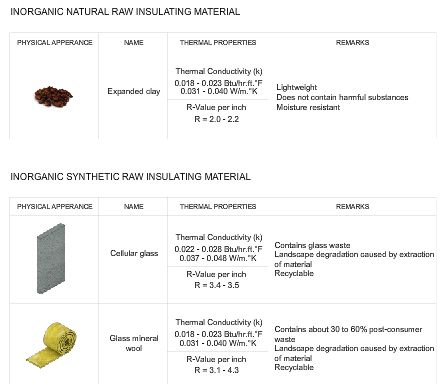 INORGANIC NATURAL RAW INSULATING MATERIAL
PHYSICAL APPERANCE NAME THERMAL PROPERTIES REMARKS
Expanded clay
Thermal Conductivity (k)
0.018 - 0.023 Btu/hr.ft.°F
0.031 - 0.040 W/m.°K
R-Value per inch
R = 2.0 - 2.2
Lightweight
Does not contain harmful substances
Moisture resistant
INORGANIC SYNTHETIC RAW INSULATING MATERIAL
PHYSICAL APPERANCE NAME THERMAL PROPERTIES REMARKS
Cellular glass
Thermal Conductivity (k)
0.022 - 0.028 Btu/hr.ft.°F
0.037 - 0.048 W/m.°K
R-Value per inch
R = 3.4 - 3.5
Contains glass waste
Landscape degradation caused by extraction
of material
Recyclable
Glass mineral
wool
Thermal Conductivity (k)
0.018 - 0.023 Btu/hr.ft.°F
0.031 - 0.040 W/m.°K
R-Value per inch
R = 3.1 - 4.3
Contains about 30 to 60% post-consumer
waste
Landscape degradation caused by extraction
of material
Recyclable